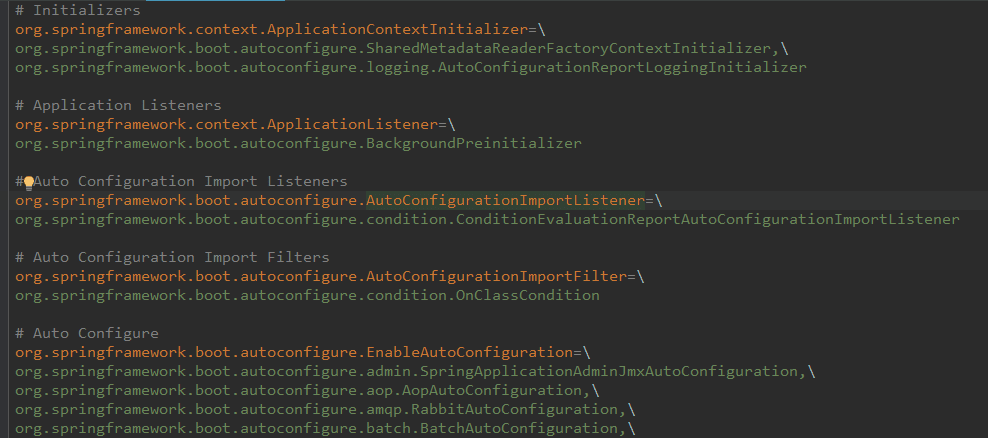 # Initializers
org.springframework.context.ApplicationContextInitializer=\
org.springframework.boot.autoconfigure.SharedMetadataReaderFactoryContextInitializer,\
org.springframework.boot.autoconfigure.logging.AutoConfigurationReportLoggingInitializer
# Application Listeners
org.springframework.context.ApplicationListener=\
org.springframework.boot.autoconfigure.BackgroundPreinitializer
# Auto Configuration Import Listeners
org.springframework.boot.autoconfigure.AutoConfigurationImportListener=\
org.springframework.boot.autoconfigure.condition.ConditionEvaluationReportAutoConfigurationImportListener
# Auto Configuration Import Filters
org.springframework.boot.autoconfigure.AutoConfigurationImportFilter=\
org.springframework.boot.autoconfigure.condition.OnClassCondition
# Auto Configure
org.springframework.boot.autoconfigure.EnableAutoConfiguration=\
org.springframework.boot.autoconfigure.admin.SpringApplicationAdminJmxAutoConfiguration,\
org.springframework.boot.autoconfigure.aop.AopAutoConfiguration,\
org.springframework.boot.autoconfigure.amqp.RabbitAutoConfiguration,\
org.springframework.boot.autoconfigure.batch.BatchAutoConfiguration,\